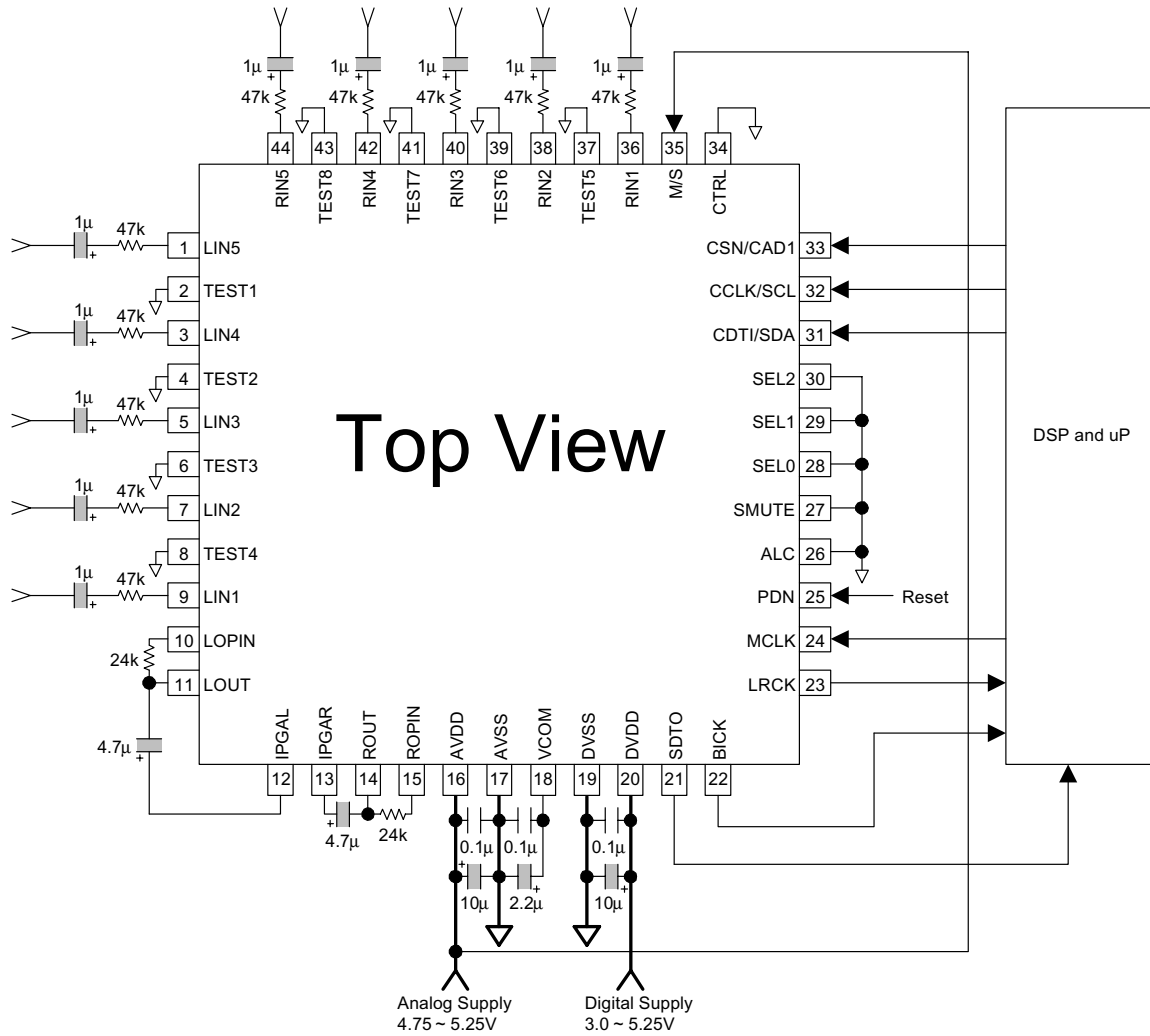 1µ 1µ 1µ 1µ 1µ
+ + + + +
47k 47k 47k 47k 47k
44 43 42 41 40 39 38 37 36 35 34
RIN5 TEST8 RIN4 TEST7 RIN3 TEST6 RIN2 TEST5 RIN1 M/S CTRL
1µ + 47k 1 LIN5
2 TEST1
1µ + 47k 3 LIN4
4 TEST2
1µ + 47k 5 LIN3
6 TEST3
1µ + 47k 7 LIN2
8 TEST4
1µ + 47k 9 LIN1
10 LOPIN
24k
11 LOUT
4.7µ
+
Top View
CSN/CAD1 33
CCLK/SCL 32
CDTI/SDA 31
SEL2 30
SEL1 29
SEL0 28
SMUTE 27
ALC 26
PDN 25 Reset
MCLK 24
LRCK 23
DSP and uP
IPGAL IPGAR ROUT ROPIN AVDD AVSS VCOM DVSS DVDD SDTO BICK
12 13 14 15 16 17 18 19 20 21 22
+ 4.7µ 24k
0.1µ 0.1µ 0.1µ
+ + +
10µ 2.2µ 10µ
Analog Supply
4.75 ~ 5.25V
Digital Supply
3.0 ~ 5.25V